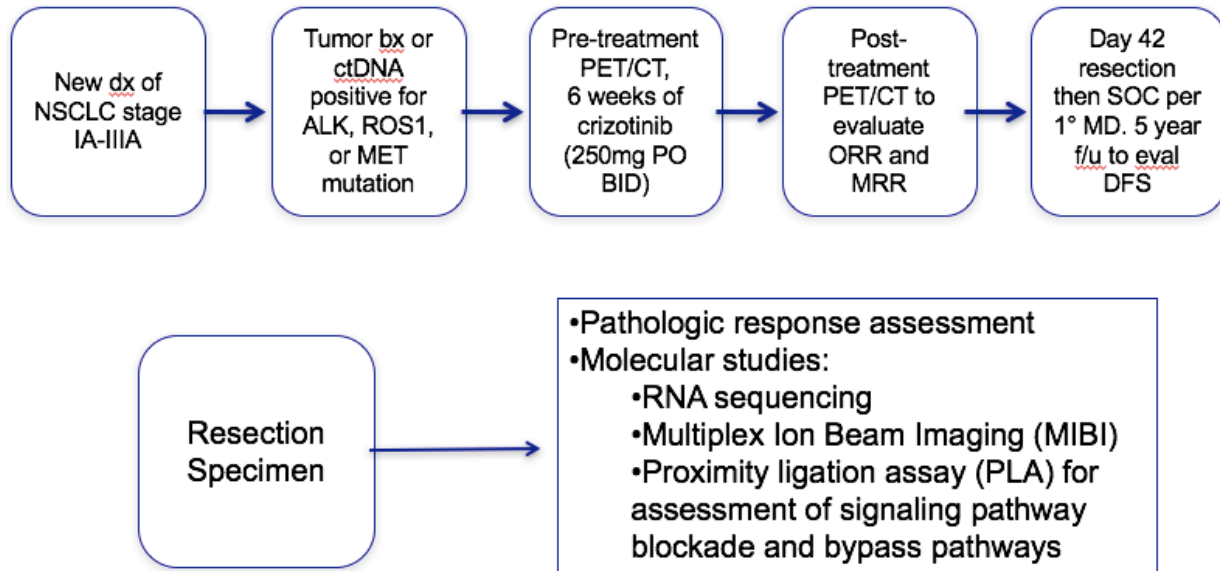 New dx of
NSCLC stage
IA-IIIA
Tumor bx or
ctDNA
positive for
ALK, ROS1,
or MET
mutation
Pre-treatment
PET/CT,
6 weeks of
crizotinib
(250mg PO
BID)
Post-
treatment
PET/CT to
evaluate
ORR and
MRR
Day 42
resection
then SOC per
1° MD. 5 year
f/u to eval
DFS
Resection
Specimen
•Pathologic response assessment
•Molecular studies:
•RNA sequencing
•Multiplex Ion Beam Imaging (MIBI)
•Proximity ligation assay (PLA) for
assessment of signaling pathway
blockade and bypass pathways